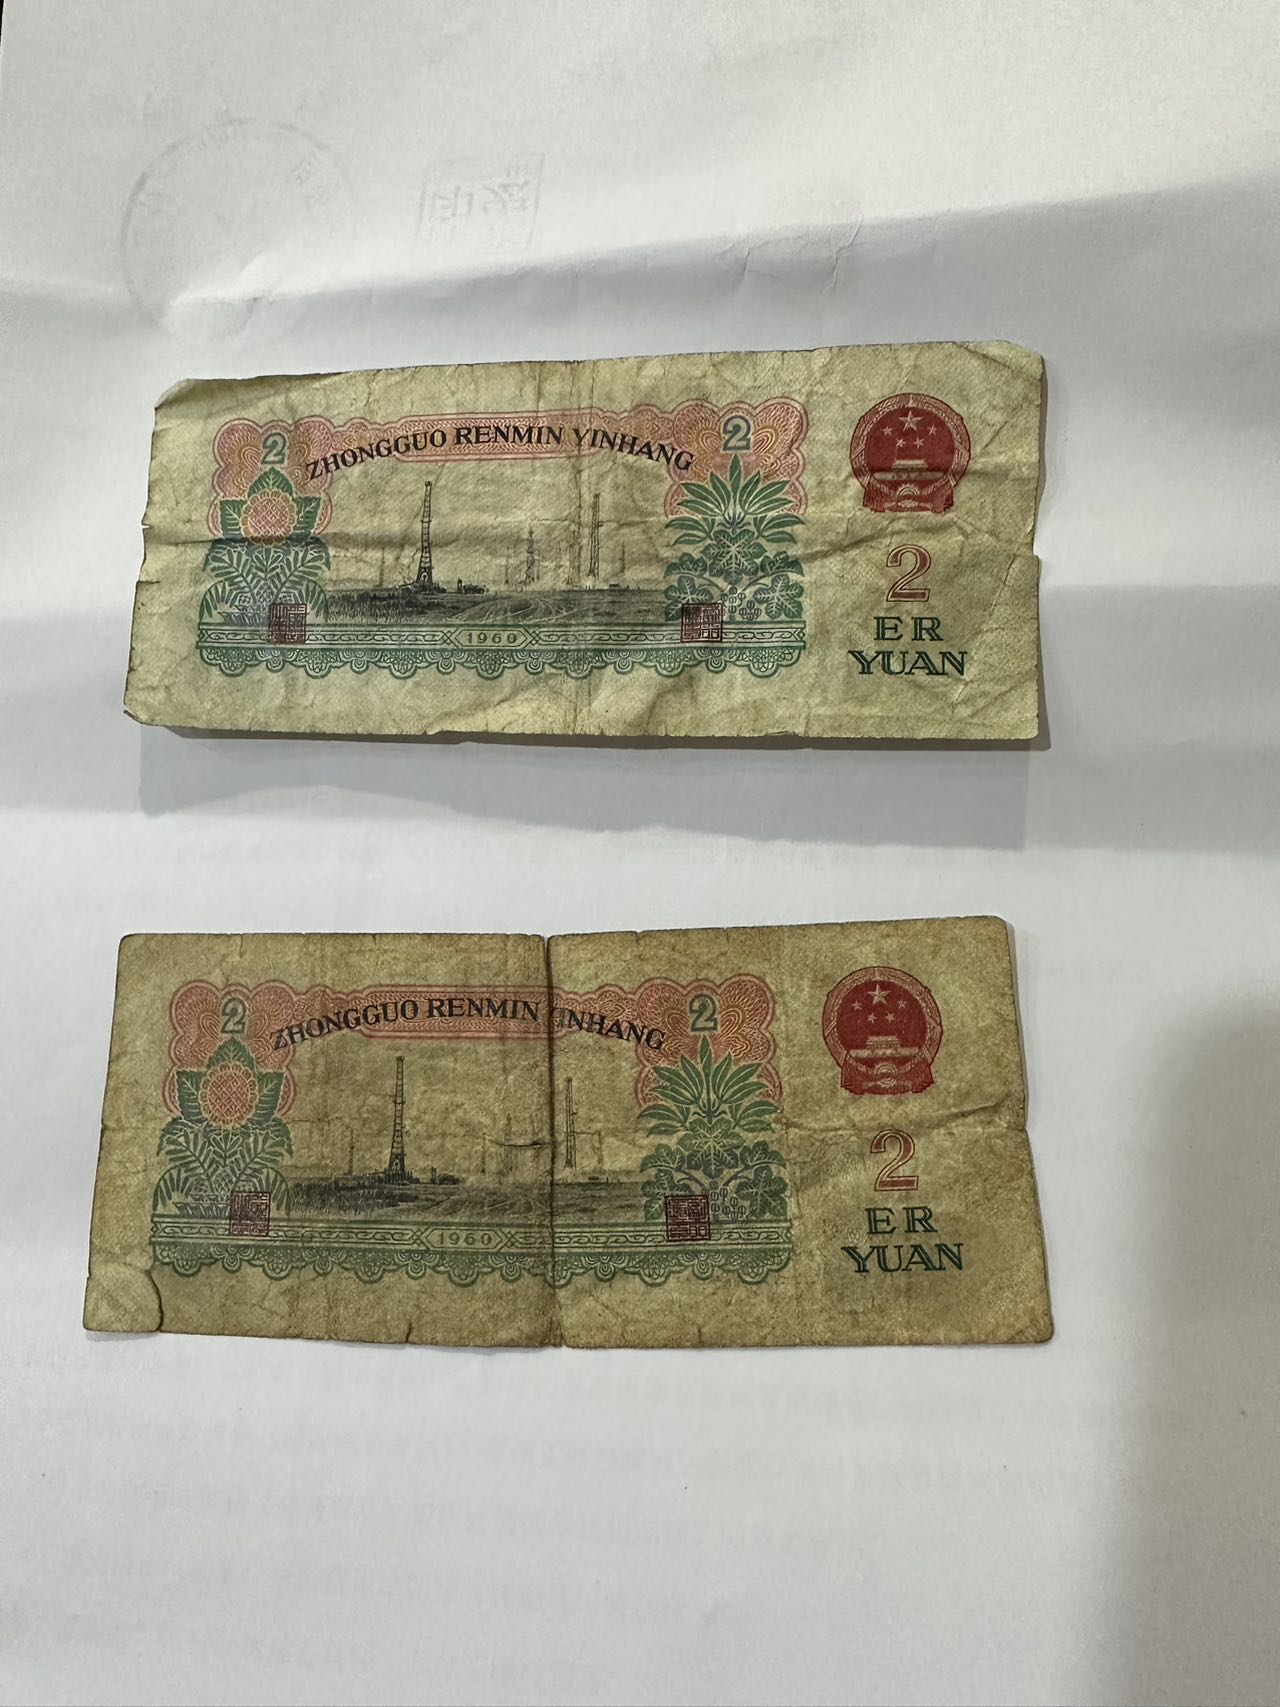 2 2
ZHONGGUO RENMIN YINHANG
1960
2
ER
YUAN
2 2
ZHONGGUO RENMIN YINHANG
1960
2
ER
YUAN